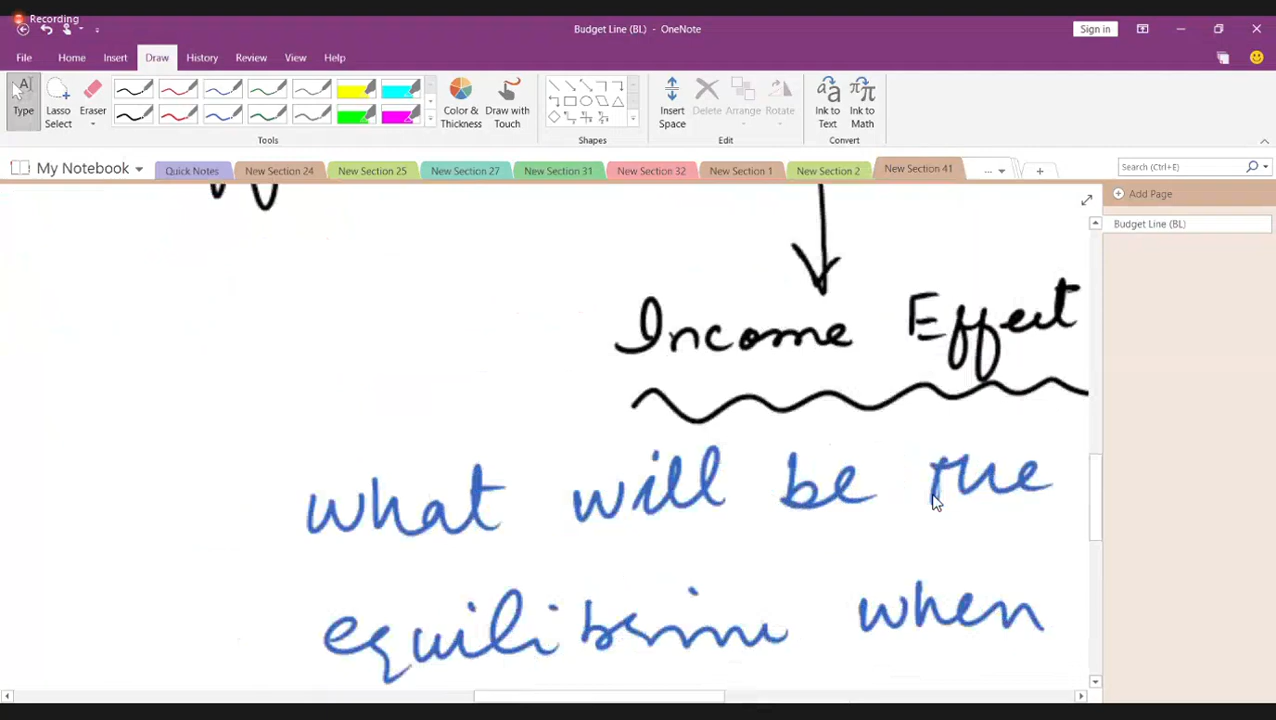 Recording
Budget Line (BL) - OneNote
Sign in
File Home Insert Draw History Review View Help
Type
Lasso Select
Eraser
Color & Thickness
Draw with Touch
Insert Space
Delete
Arrange
Rotate
Ink to Text
Ink to Math
Tools
Shapes
Edit
Convert
My Notebook
Quick Notes New Section 24 New Section 25 New Section 27 New Section 31 New Section 32 New Section 1 New Section 2 New Section 41 ...
Search (Ctrl+E)
Add Page
Budget Line (BL)
Income Effect
what will be the
when